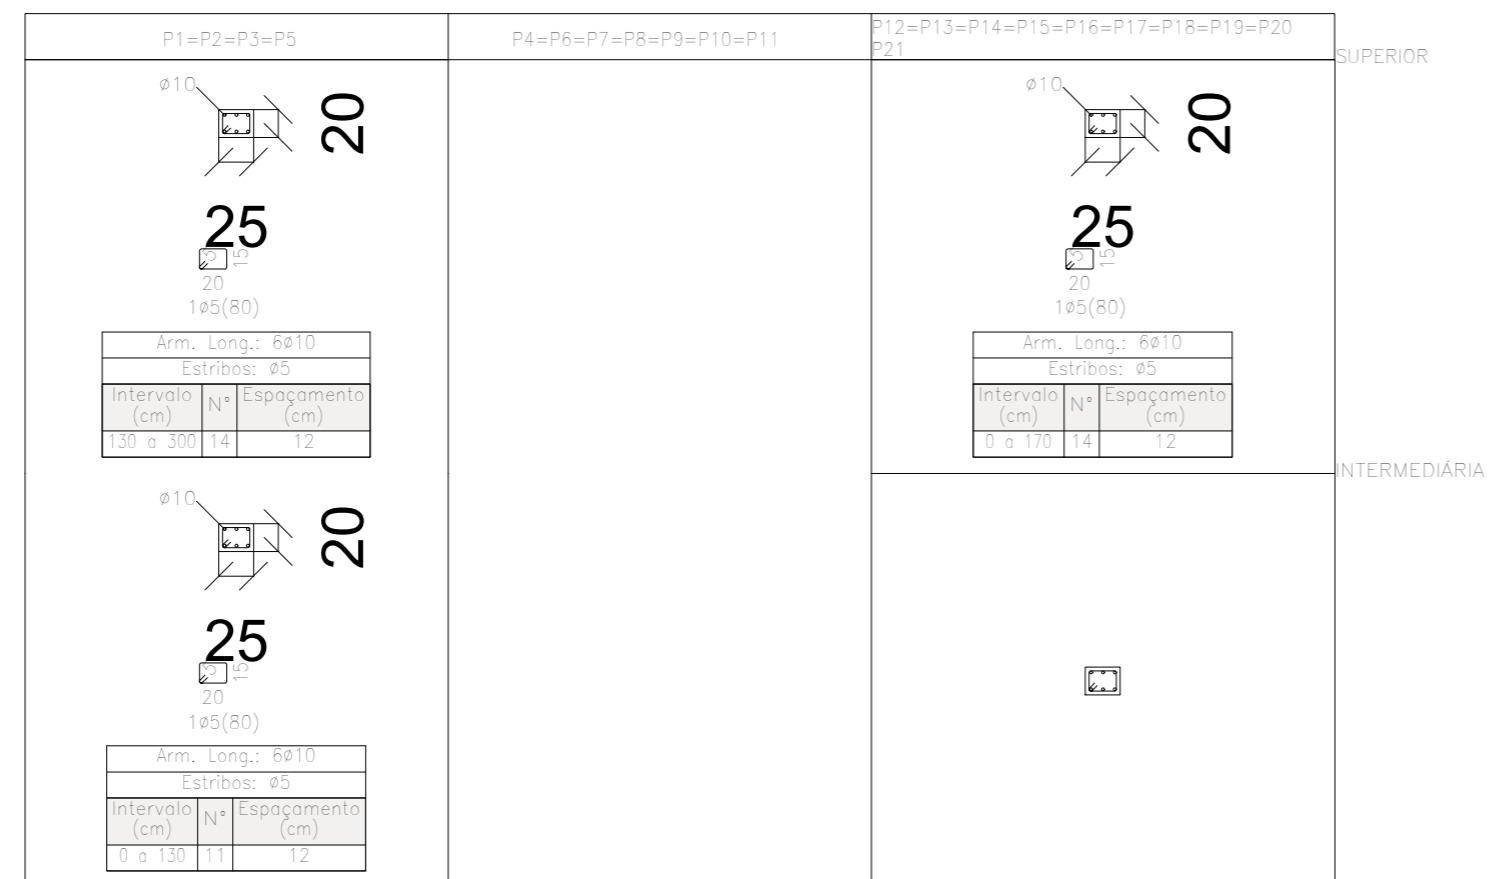 P1=P2=P3=P5
P4=P6=P7=P8=P9=P10=P11
P12=P13=P14=P15=P16=P17=P18=P19=P20
P21
SUPERIOR
ø10
20
25
5
15
20
1ø5(80)
Arm. Long.: 6ø10
Estribos: ø5
Intervalo (cm) N° Espaçamento (cm)
130 a 300 14 12
ø10
20
25
5
15
20
1ø5(80)
Arm. Long.: 6ø10
Estribos: ø5
Intervalo (cm) N° Espaçamento (cm)
0 a 170 14 12
INTERMEDIÁRIA
ø10
20
25
5
15
20
1ø5(80)
Arm. Long.: 6ø10
Estribos: ø5
Intervalo (cm) N° Espaçamento (cm)
0 a 130 11 12